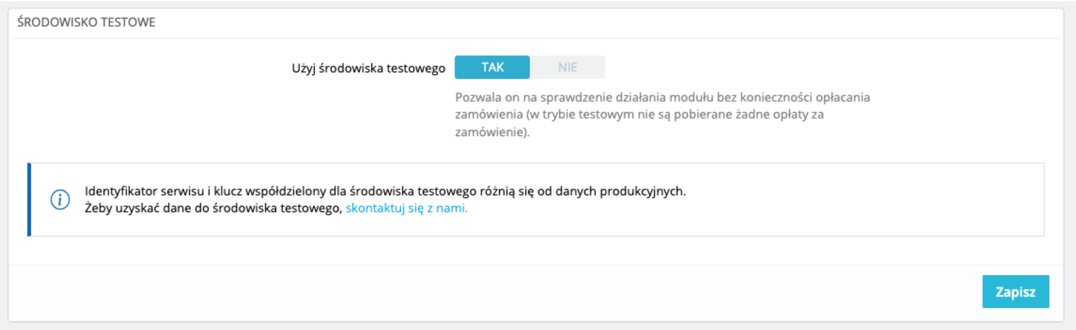 ŚRODOWISKO TESTOWE
Użyj środowiska testowego TAK NIE
Pozwala on na sprawdzenie działania modułu bez konieczności opłacania
zamówienia (w trybie testowym nie są pobierane żadne opłaty za
zamówienie).
Identyfikator serwisu i klucz współdzielony dla środowiska testowego różnią się od danych produkcyjnych.
Żeby uzyskać dane do środowiska testowego, skontaktuj się z nami.
Zapisz